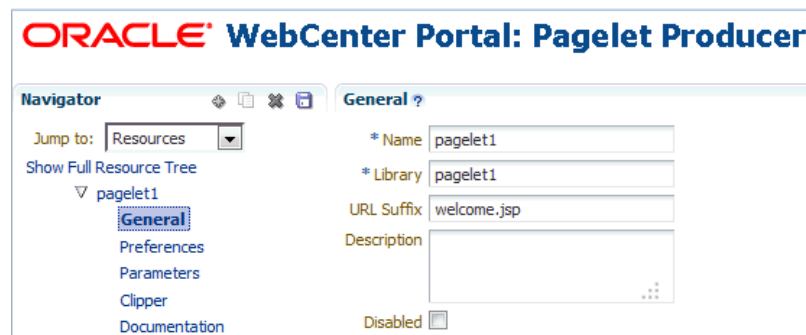 ORACLE® WebCenter Portal: Pagelet Producer
Navigator
Jump to: Resources
Show Full Resource Tree
pagelet1
General
Preferences
Parameters
Clipper
Documentation
General ?
* Name pagelet1
* Library pagelet1
URL Suffix welcome.jsp
Description
Disabled